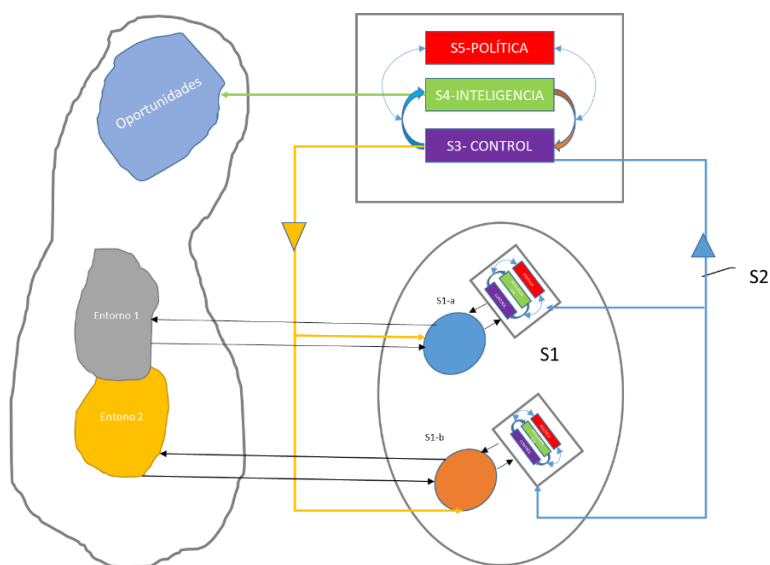 S5-POLÍTICA
S4-INTELIGENCIA
S3- CONTROL
Oportunidades
S2
S1-a
S1
Entorno 1
Entono 2
S1-b